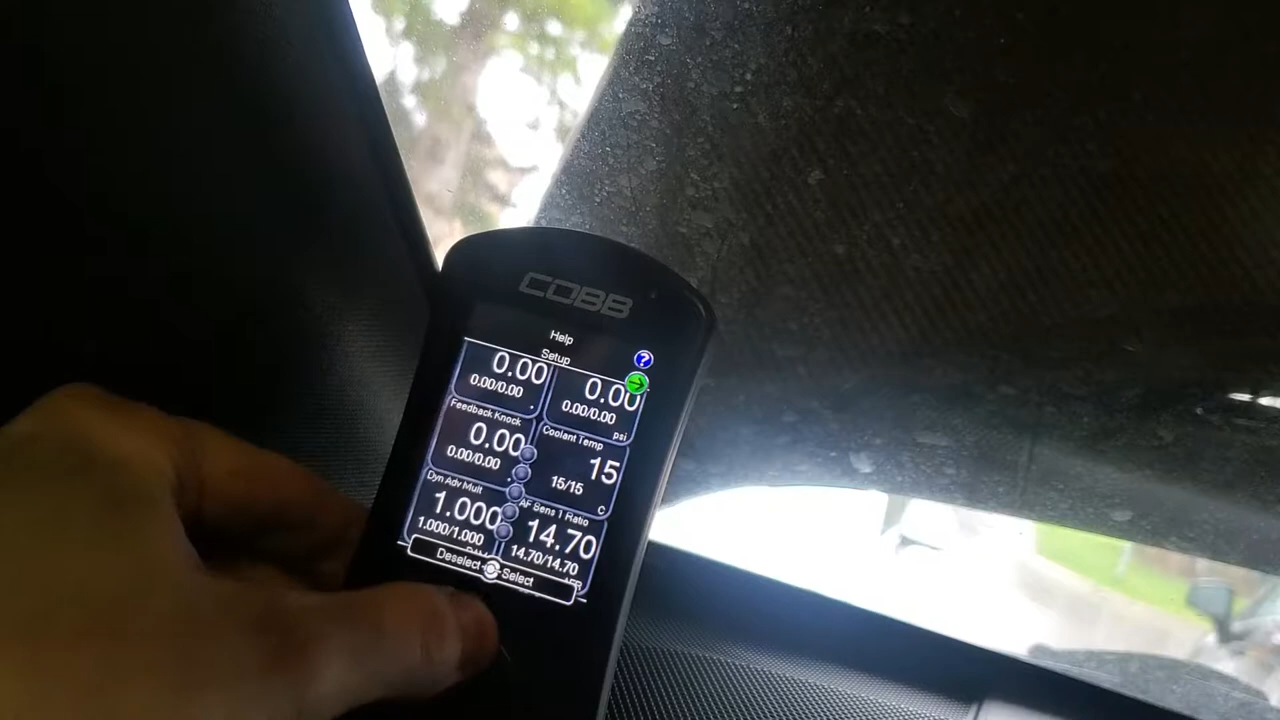 COBB
Help
Setup
?
0.00
0.00/0.00
0.00
0.00/0.00
psi
Feedback Knock
0.00
0.00/0.00
Coolant Temp
15
15/15
C
Dyn Adv Mult
1.000
1.000/1.000
AF Sens 1 Ratio
14.70
14.70/14.70
AFR
Deselect
Select